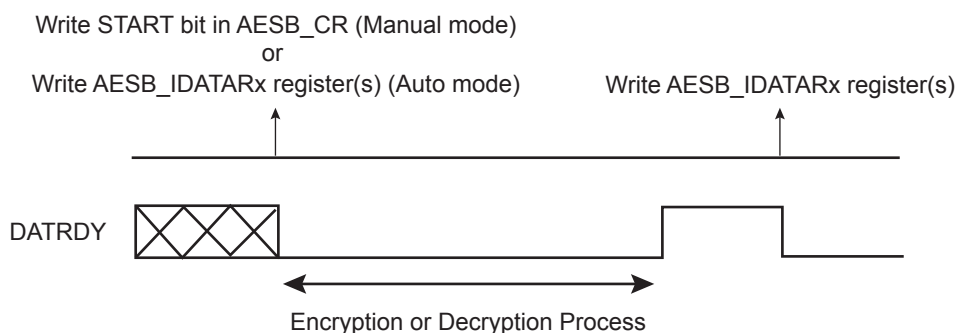 Write START bit in AESB_CR (Manual mode)
or
Write AESB_IDATARx register(s) (Auto mode)
Write AESB_IDATARx register(s)
DATRDY
Encryption or Decryption Process